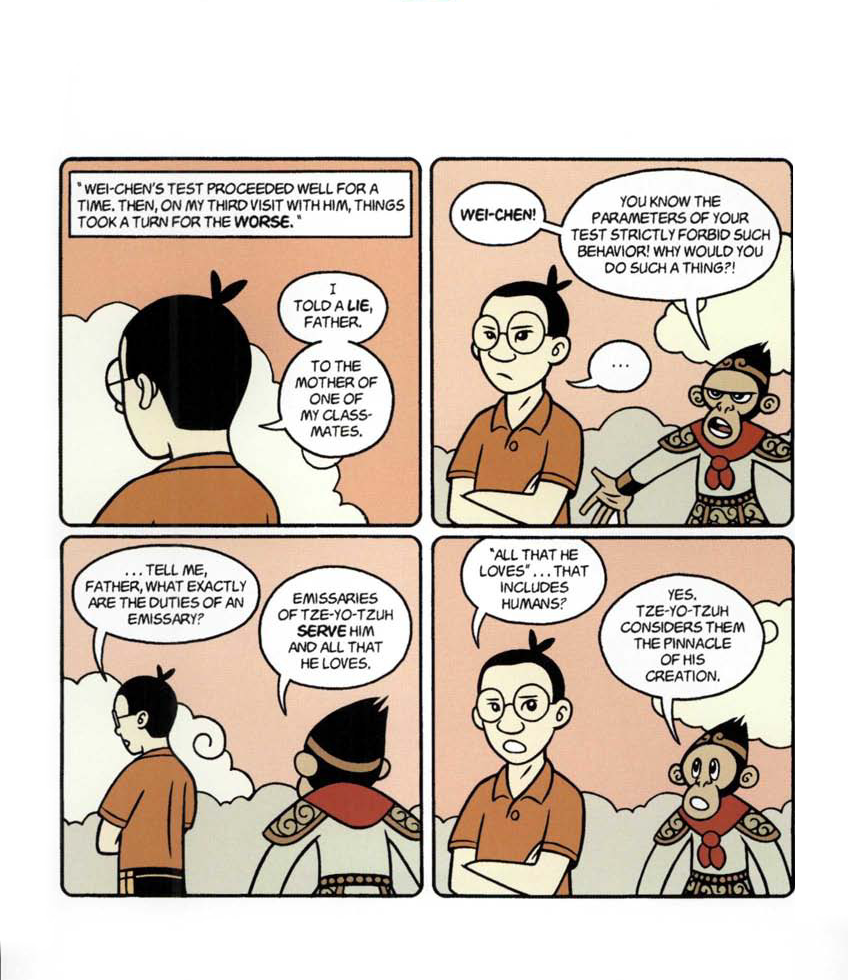 "WEI-CHEN'S TEST PROCEEDED WELL FOR A
TIME. THEN, ON MY THIRD VISIT WITH HIM, THINGS
TOOK A TURN FOR THE WORSE."
I
TOLD A LIE,
FATHER.
TO THE
MOTHER OF
ONE OF
MY CLASS-
MATES.
WEI-CHEN!
YOU KNOW THE
PARAMETERS OF YOUR
TEST STRICTLY FORBID SUCH
BEHAVIOR! WHY WOULD YOU
DO SUCH A THING?!
...
...TELL ME,
FATHER, WHAT EXACTLY
ARE THE DUTIES OF AN
EMISSARY?
EMISSARIES
OF TZE-YO-TZUH
SERVE HIM
AND ALL THAT
HE LOVES.
"ALL THAT HE
LOVES"...THAT
INCLUDES
HUMANS?
YES.
TZE-YO-TZUH
CONSIDERS THEM
THE PINNACLE
OF HIS
CREATION.